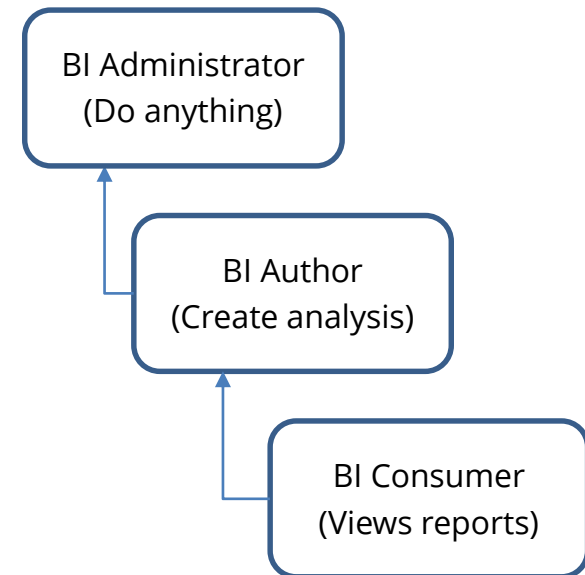 BI Administrator
(Do anything)
BI Author
(Create analysis)
BI Consumer
(Views reports)